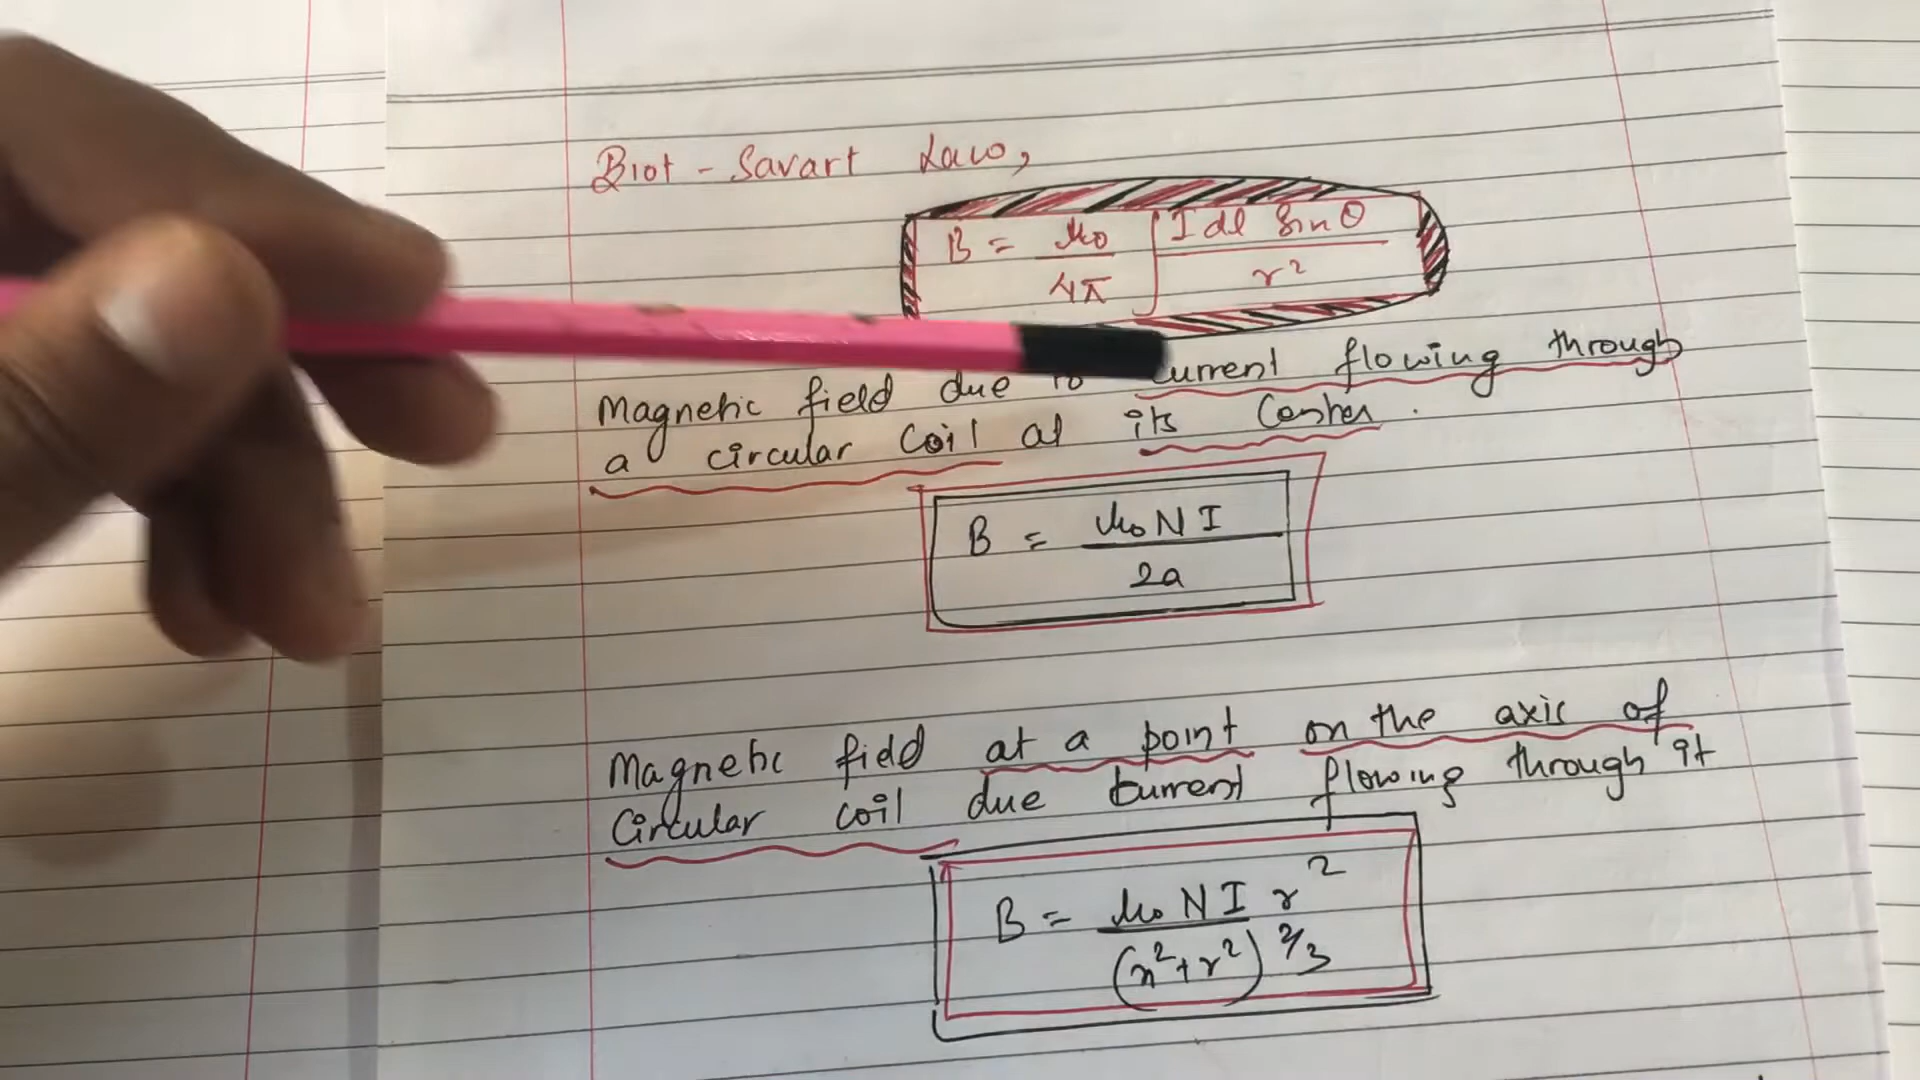 Biot - Savart Law,
B = μ₀/4π ∫ I dl Sin θ / r²
Magnetic field due to current flowing through
a circular coil at its Center .
B = μ₀ N I / 2a
Magnetic field at a point on the axis of
Circular coil due current flowing through it
B = μ₀ N I r² / (x² + r²)^2/3